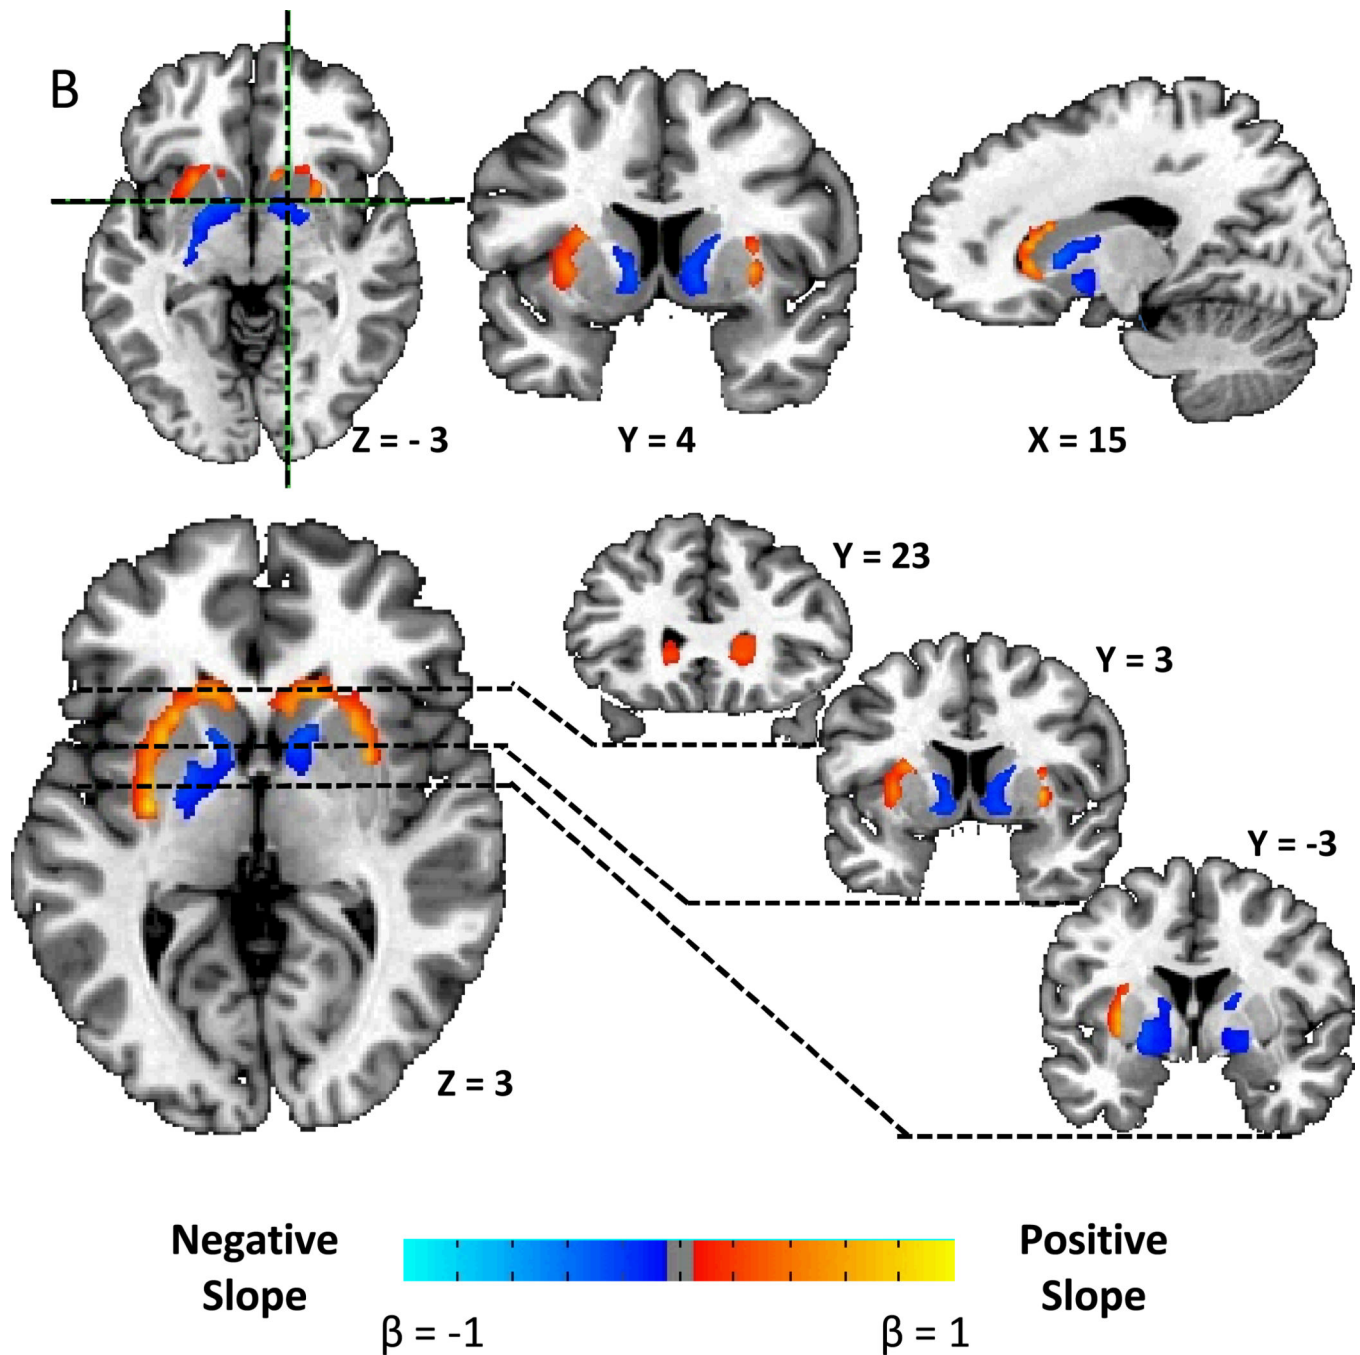 B
Z = - 3
Y = 4
X = 15
Y = 23
Y = 3
Y = -3
Z = 3
Negative
Slope
Positive
Slope
β = -1
β = 1